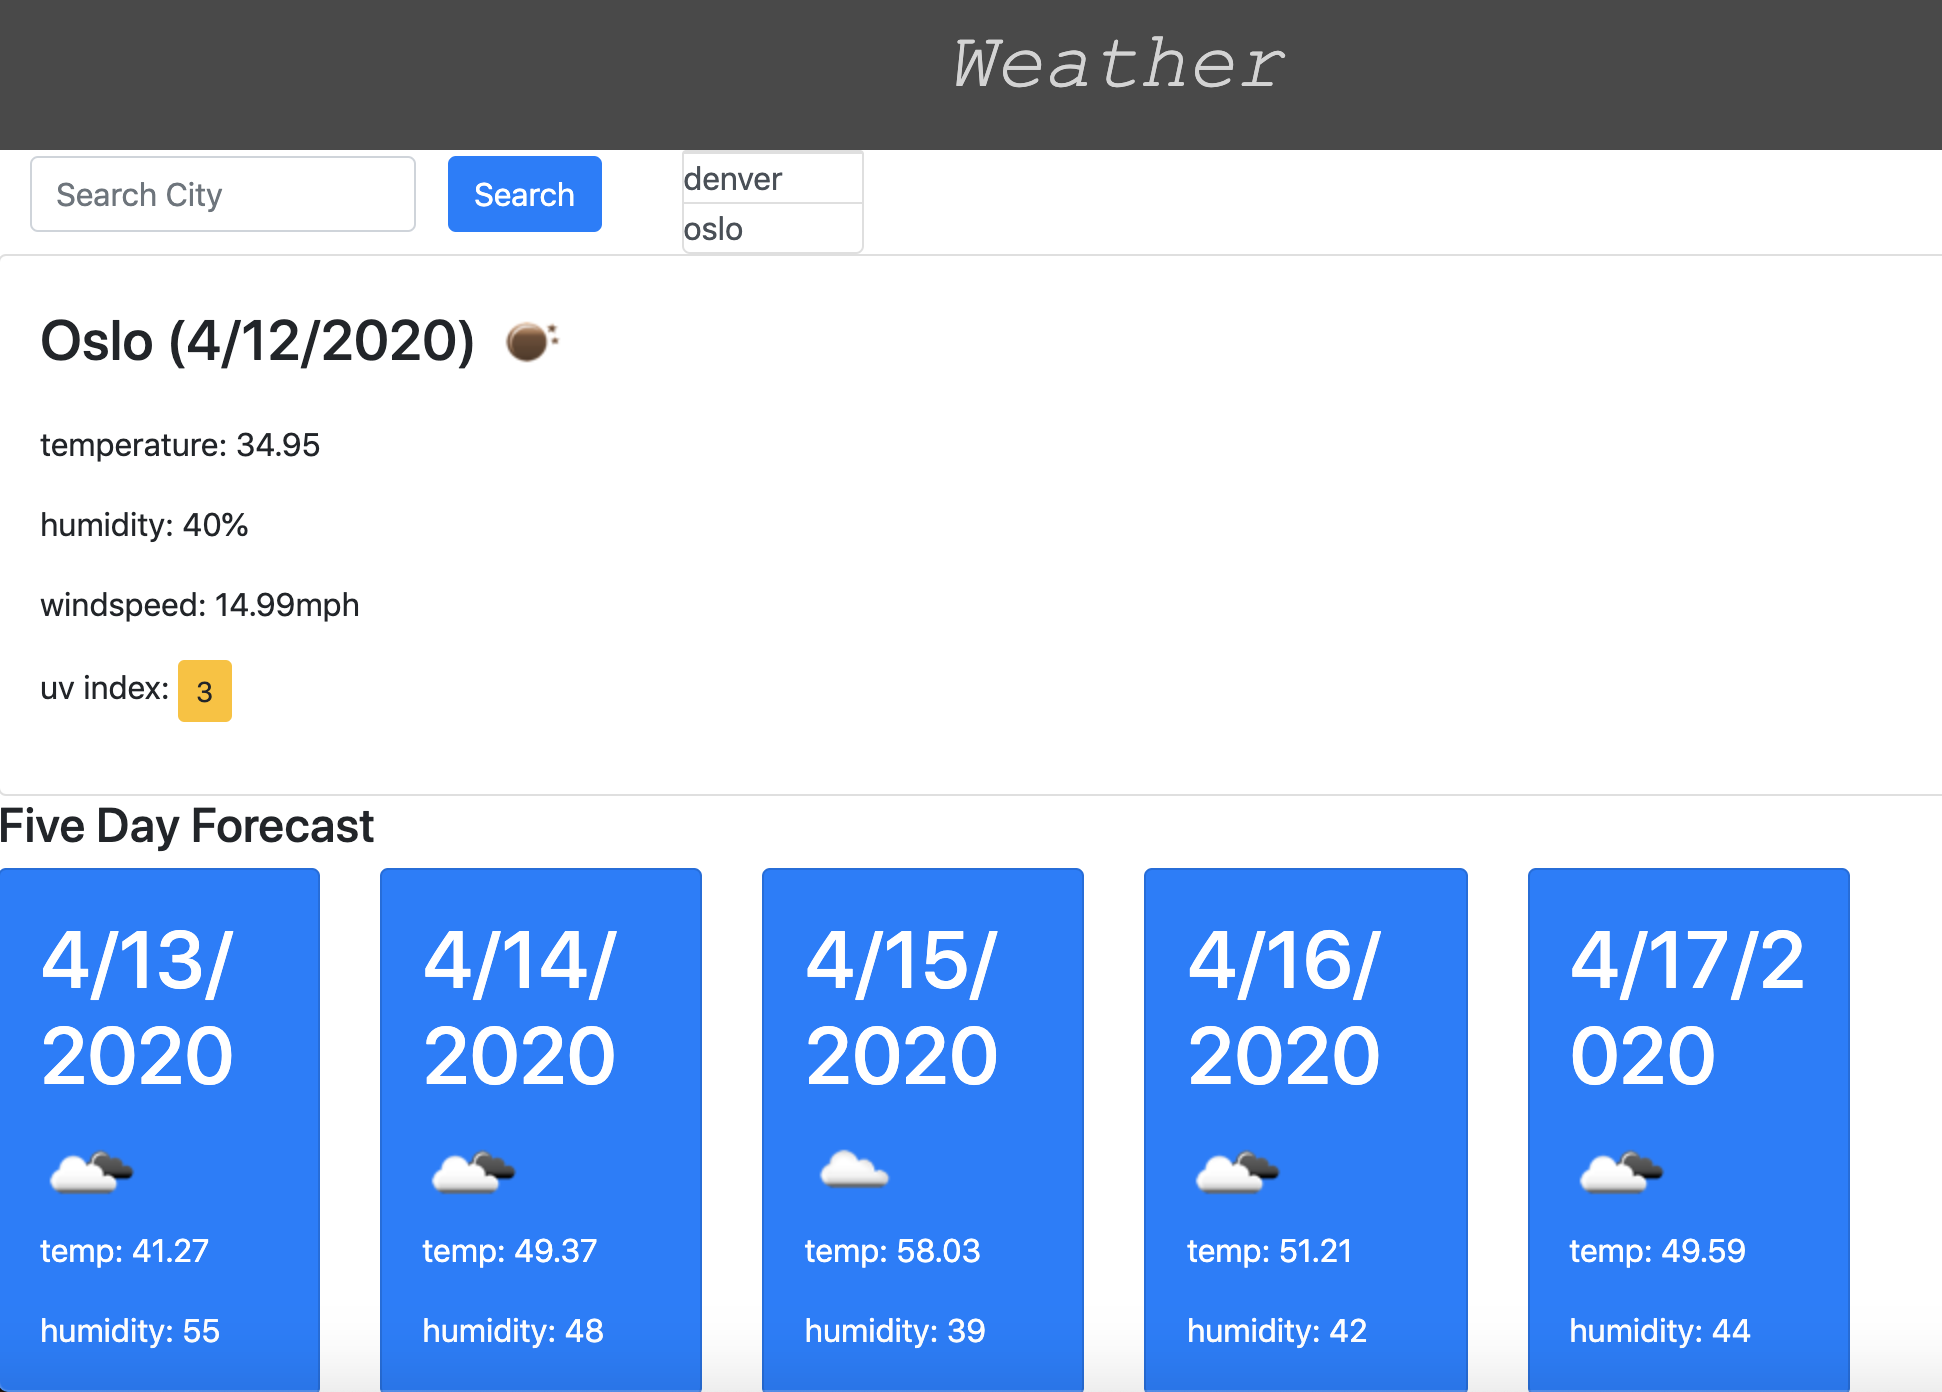 Weather
Search City
Search
denver
oslo
Oslo (4/12/2020)
temperature: 34.95
humidity: 40%
windspeed: 14.99mph
uv index: 3
Five Day Forecast
4/13/
2020
temp: 41.27
humidity: 55
4/14/
2020
temp: 49.37
humidity: 48
4/15/
2020
temp: 58.03
humidity: 39
4/16/
2020
temp: 51.21
humidity: 42
4/17/2
020
temp: 49.59
humidity: 44